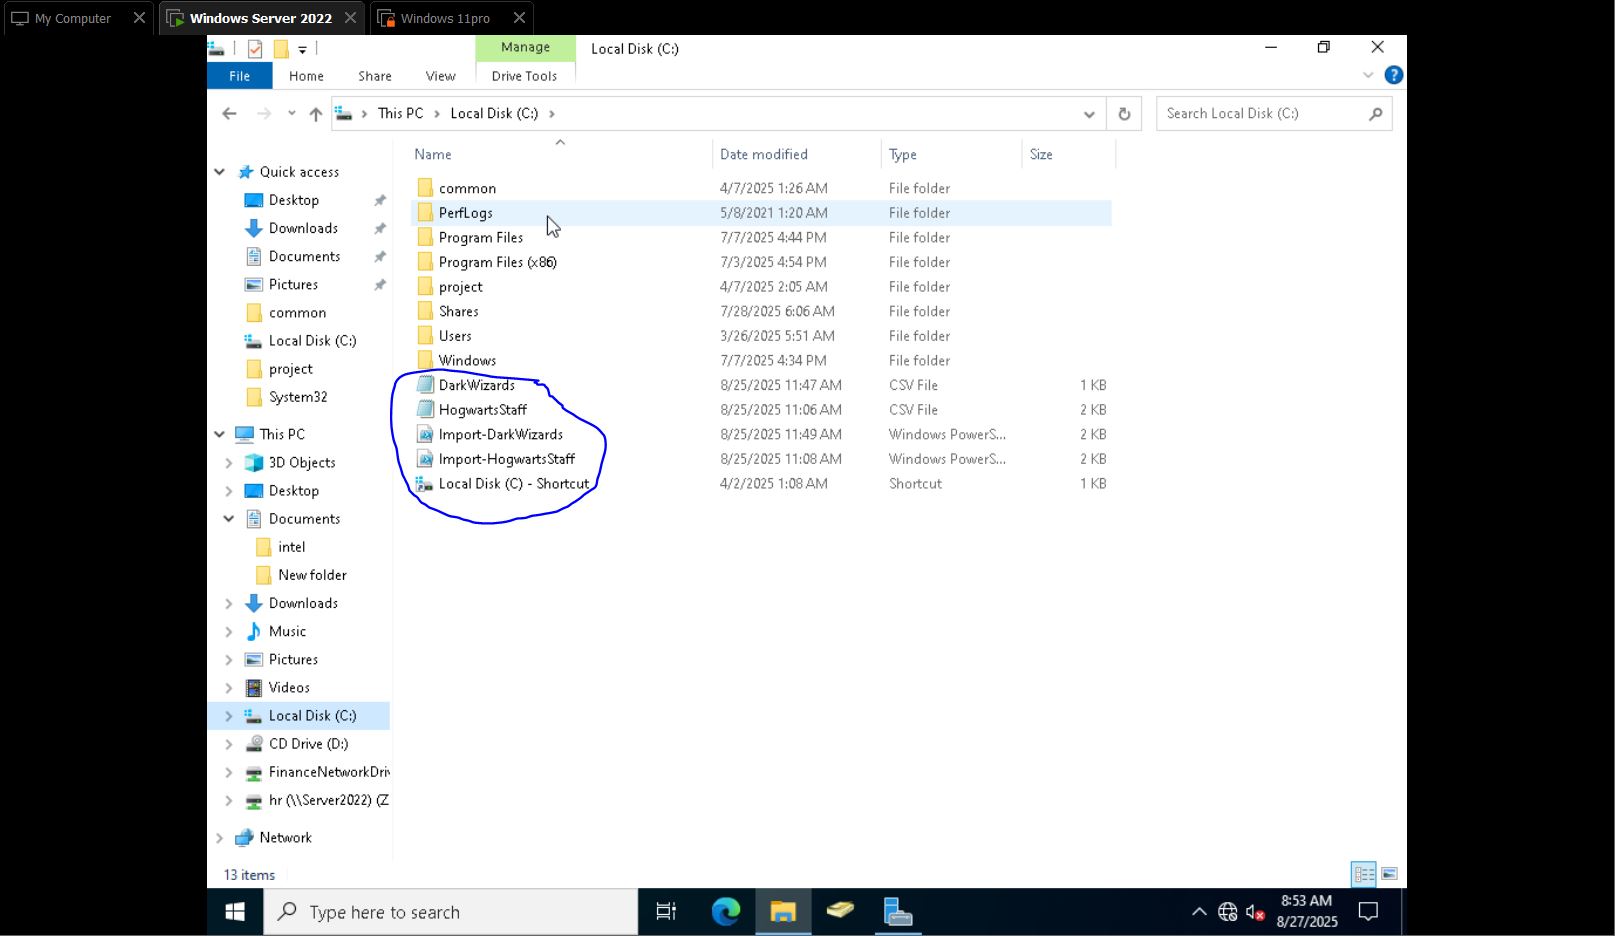 My Computer
Windows Server 2022
Windows 11pro
Manage
Local Disk (C:)
File
Home
Share
View
Drive Tools
This PC
Local Disk (C:)
Search Local Disk (C:)
Name
Date modified
Type
Size
Quick access
Desktop
Downloads
Documents
Pictures
common
Local Disk (C:)
project
System32
This PC
3D Objects
Desktop
Documents
intel
New folder
Downloads
Music
Pictures
Videos
Local Disk (C:)
CD Drive (D:)
FinanceNetworkDriv
hr (\\Server2022) (Z
Network
common 4/7/2025 1:26 AM File folder
PerfLogs 5/8/2021 1:20 AM File folder
Program Files 7/7/2025 4:44 PM File folder
Program Files (x86) 7/3/2025 4:54 PM File folder
project 4/7/2025 2:05 AM File folder
Shares 7/28/2025 6:06 AM File folder
Users 3/26/2025 5:51 AM File folder
Windows 7/7/2025 4:34 PM File folder
DarkWizards 8/25/2025 11:47 AM CSV File 1 KB
HogwartsStaff 8/25/2025 11:06 AM CSV File 2 KB
Import-DarkWizards 8/25/2025 11:49 AM Windows PowerS... 2 KB
Import-HogwartsStaff 8/25/2025 11:08 AM Windows PowerS... 2 KB
Local Disk (C) - Shortcut 4/2/2025 1:08 AM Shortcut 1 KB
13 items
Type here to search
8:53 AM
8/27/2025